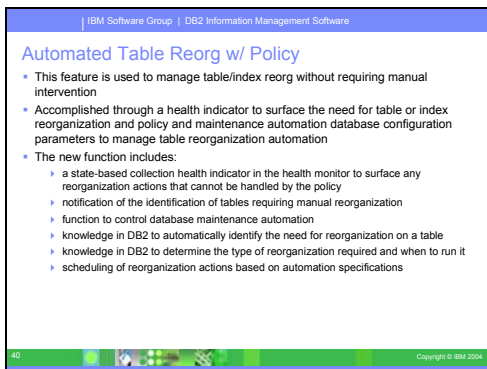 IBM Software Group | DB2 Information Management Software
Automated Table Reorg w/ Policy
This feature is used to manage table/index reorg without requiring manual
intervention
Accomplished through a health indicator to surface the need for table or index
reorganization and policy and maintenance automation database configuration
parameters to manage table reorganization automation
The new function includes:
a state-based collection health indicator in the health monitor to surface any
reorganization actions that cannot be handled by the policy
notification of the identification of tables requiring manual reorganization
function to control database maintenance automation
knowledge in DB2 to automatically identify the need for reorganization on a table
knowledge in DB2 to determine the type of reorganization required and when to run it
scheduling of reorganization actions based on automation specifications
40
Copyright © IBM 2004